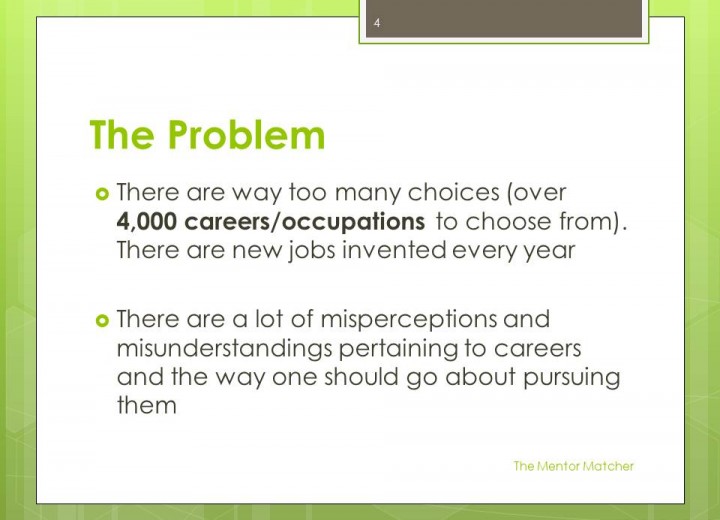 4
The Problem
There are way too many choices (over
4,000 careers/occupations to choose from).
There are new jobs invented every year
There are a lot of misperceptions and
misunderstandings pertaining to careers
and the way one should go about pursuing
them
The Mentor Matcher